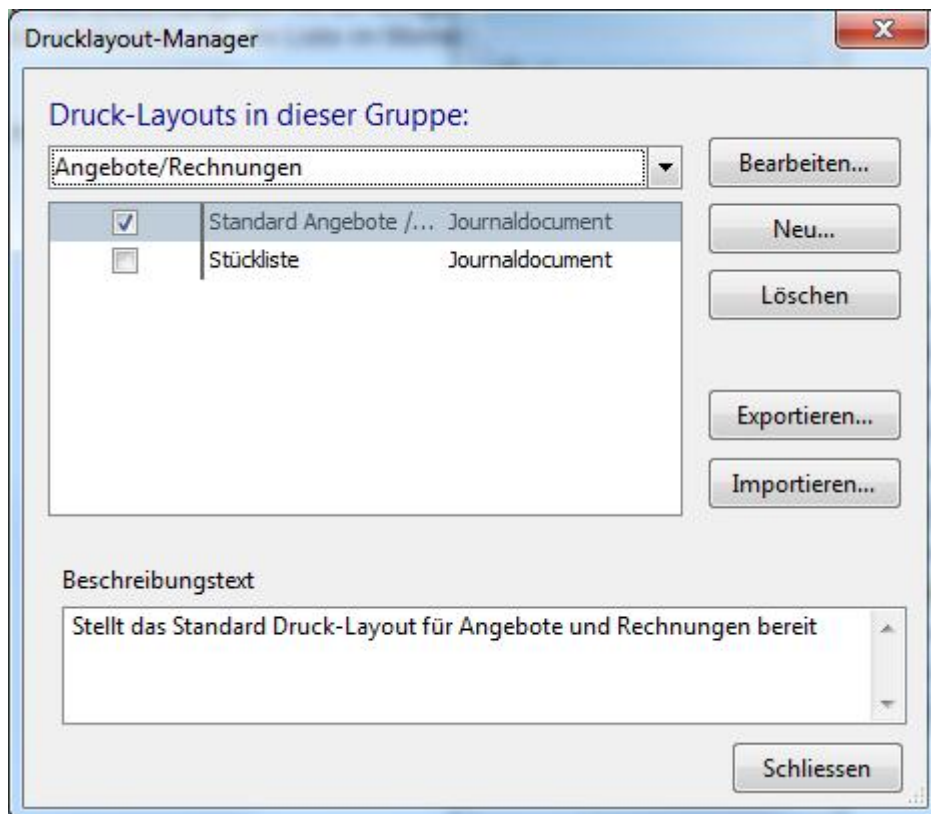 Drucklayout-Manager
Druck-Layouts in dieser Gruppe:
Angebote/Rechnungen
Bearbeiten...
Standard Angebote /... Journaldocument
Neu...
Stückliste Journaldocument
Löschen
Exportieren...
Importieren...
Beschreibungstext
Stellt das Standard Druck-Layout für Angebote und Rechnungen bereit
Schliessen